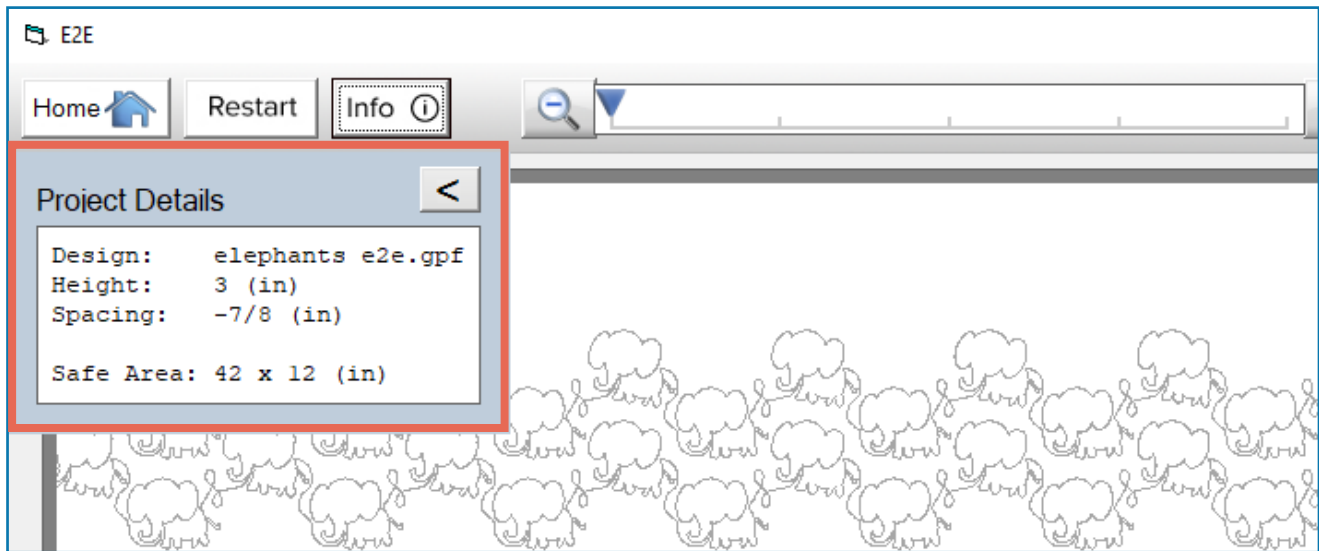 E2E
Home Restart Info
Project Details <
Design: elephants e2e.gpf
Height: 3 (in)
Spacing: -7/8 (in)
Safe Area: 42 x 12 (in)